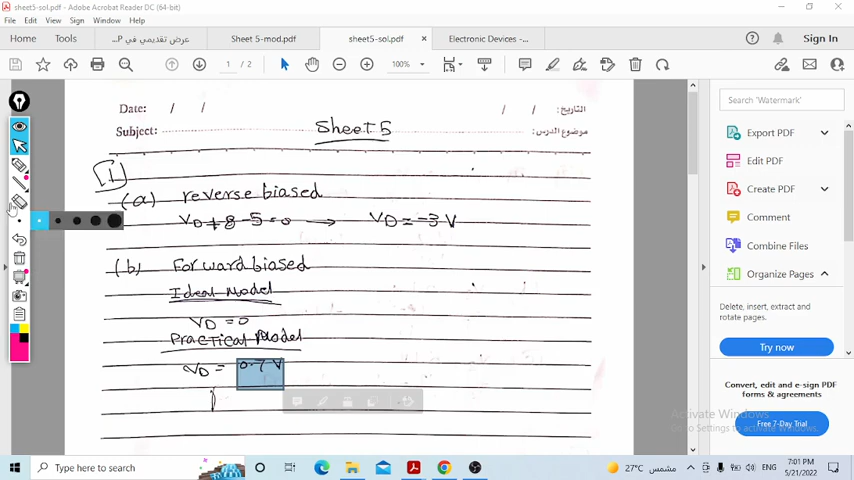 sheet5-sol.pdf - Adobe Acrobat Reader DC (64-bit)
File Edit View Sign Window Help
Home Tools عرض تقديمي في P... Sheet 5-mod.pdf sheet5-sol.pdf × Electronic Devices -... Sign In
1 / 2 100%
Date: / / التاريخ: / /
Subject: موضوع الدرس:
Sheet 5
1
(a) reverse biased
VD + 8 - 5 = 0 → VD = -3 V
(b) Forward biased
Ideal Model
VD = 0
Practical Model
VD = 0.7 V
Search 'Watermark'
Export PDF
Edit PDF
Create PDF
Comment
Combine Files
Organize Pages
Delete, insert, extract and
rotate pages.
Try now
Convert, edit and e-sign PDF
forms & agreements
Free 7-Day Trial
Activate Windows
Go to Settings to activate Windows.
Type here to search
27°C مشمس ENG 7:01 PM
5/21/2022